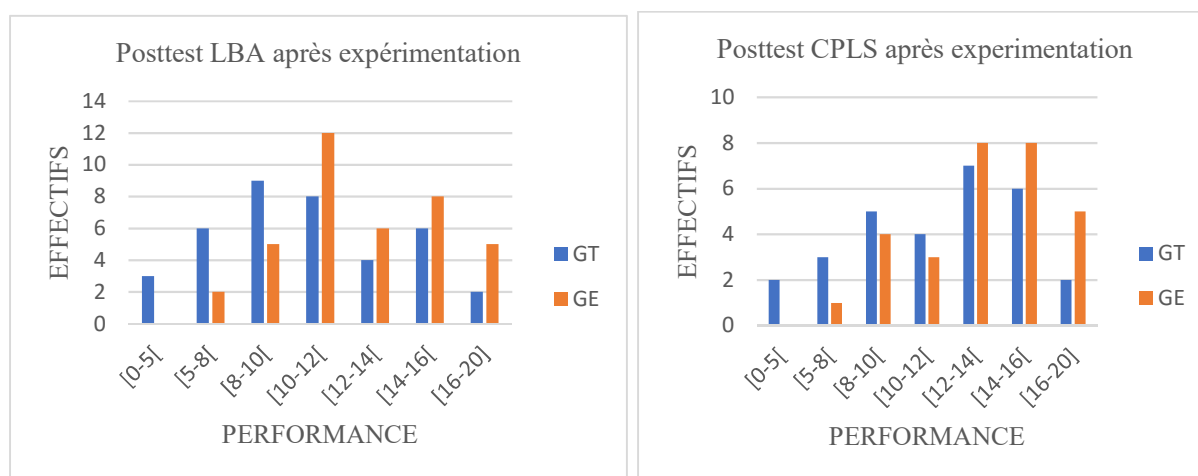 Posttest LBA après expérimentation
EFFECTIFS
14
12
10
8
6
4
2
0
[0-5[
[5-8[
[8-10[
[10-12[
[12-14[
[14-16[
[16-20]
PERFORMANCE
GT
GE
Posttest CPLS après experimentation
EFFECTIFS
10
8
6
4
2
0
[0-5[
[5-8[
[8-10[
[10-12[
[12-14[
[14-16[
[16-20]
PERFORMANCE
GT
GE